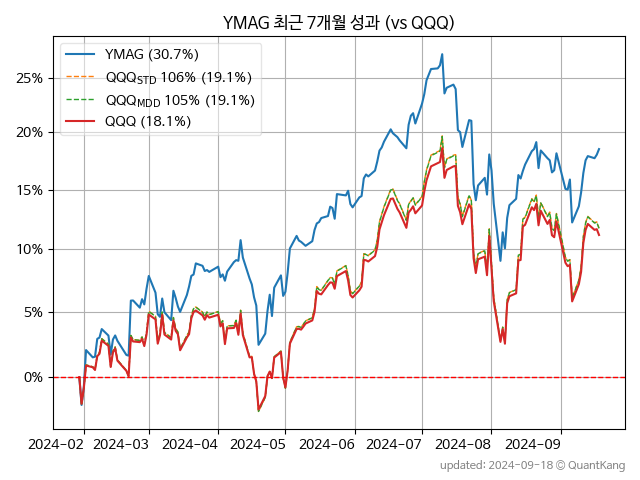 YMAG 최근 7개월 성과 (vs QQQ)
YMAG (30.7%)
QQQSTD 106% (19.1%)
QQQMDD 105% (19.1%)
QQQ (18.1%)
25%
20%
15%
10%
5%
0%
2024-02 2024-03 2024-04 2024-05 2024-06 2024-07 2024-08 2024-09
updated: 2024-09-18 © QuantKang